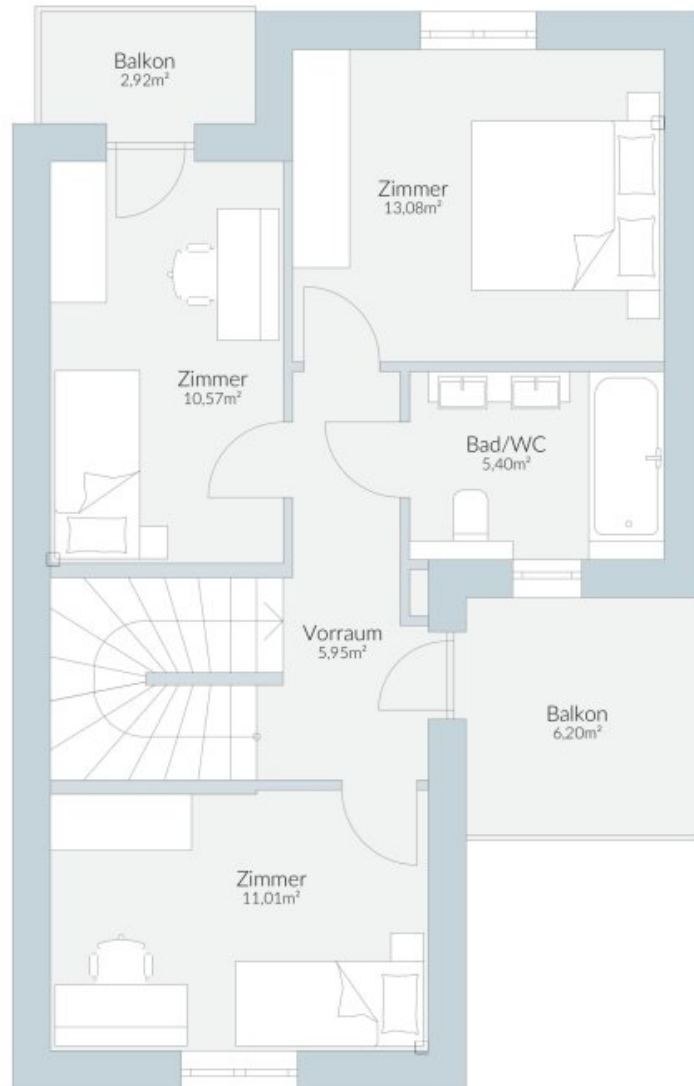 Balkon
2,92m²
Zimmer
13,08m²
Zimmer
10,57m²
Bad/WC
5,40m²
Vorraum
5,95m²
Balkon
6,20m²
Zimmer
11,01m²